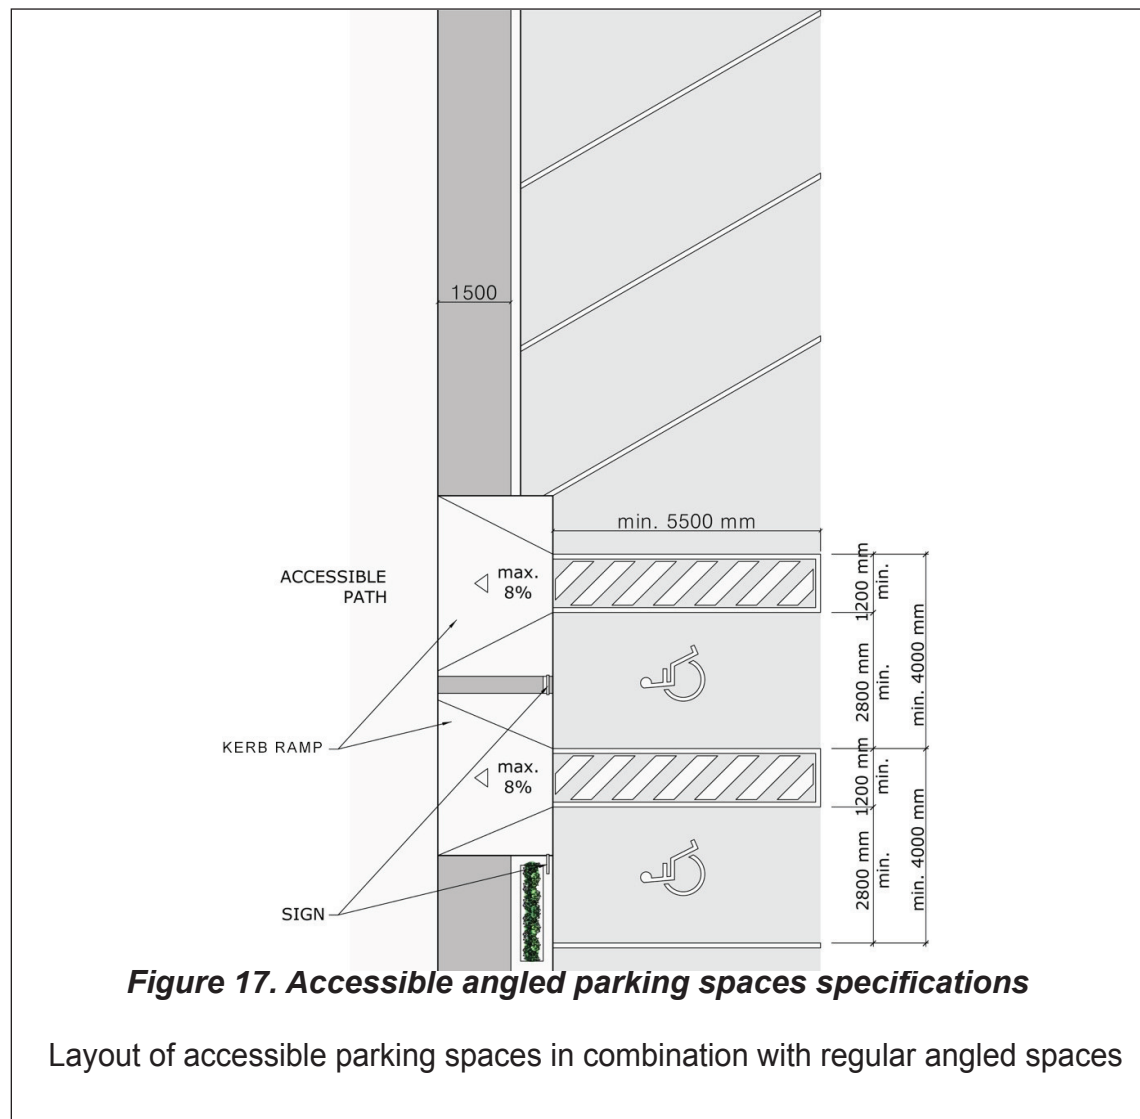 1500
min. 5500 mm
ACCESSIBLE
PATH
max.
8%
1200 mm
min.
2800 mm
min.
min. 4000 mm
KERB RAMP
max.
8%
1200 mm
min.
2800 mm
min.
min. 4000 mm
SIGN
Figure 17. Accessible angled parking spaces specifications
Layout of accessible parking spaces in combination with regular angled spaces